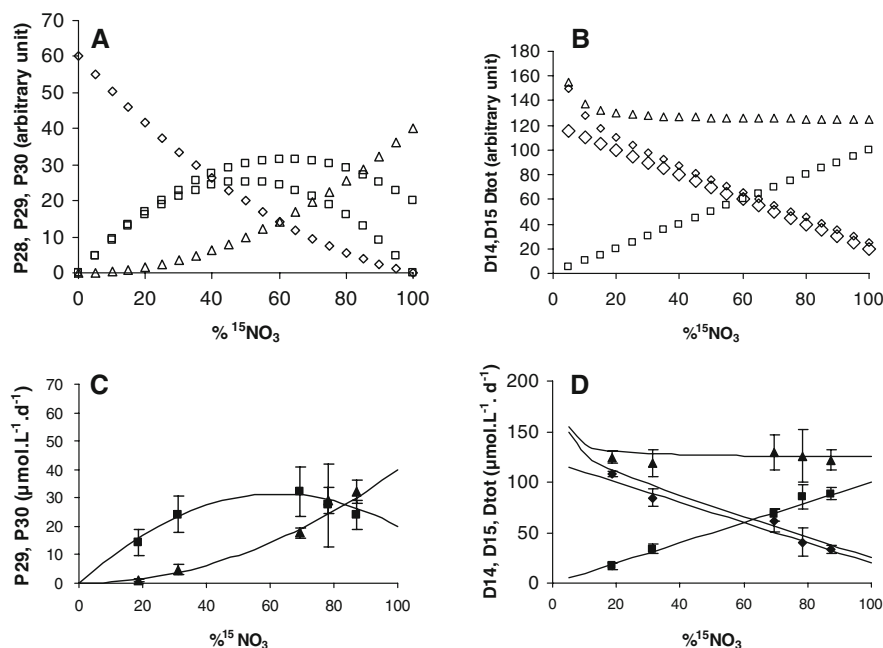 A
P28, P29, P30 (arbitrary unit)
70
60
50
40
30
20
10
0
0 20 40 60 80 100
% ¹⁵NO₃
B
D14,D15 Dtot (arbitrary unit)
180
160
140
120
100
80
60
40
20
0
0 20 40 60 80 100
%¹⁵NO₃
C
P29, P30 (µmol.L⁻¹.d⁻¹)
70
60
50
40
30
20
10
0
0 20 40 60 80 100
%¹⁵NO₃
D
D14, D15, Dtot (µmol.L⁻¹. d⁻¹)
200
150
100
50
0
0 20 40 60 80 100
%¹⁵NO₃